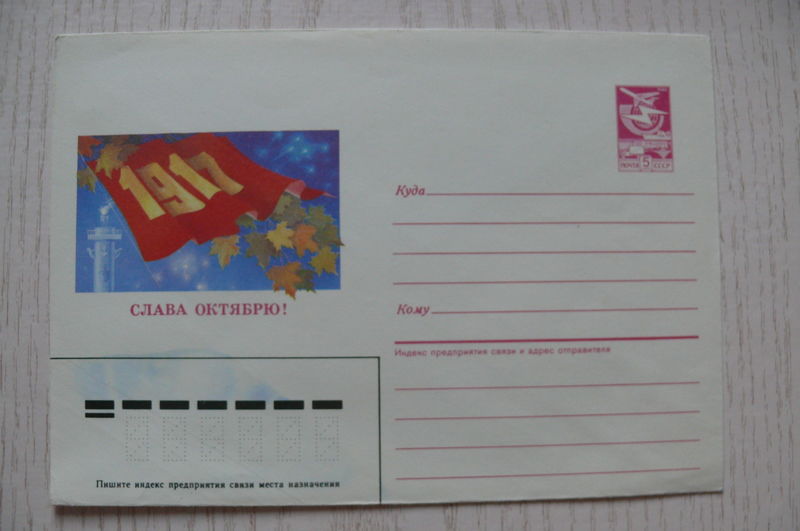 1917
СЛАВА ОКТЯБРЮ!
ПОЧТА 5 СССР
Куда
Кому
Индекс предприятия связи и адрес отправителя
Пишите индекс предприятия связи места назначения